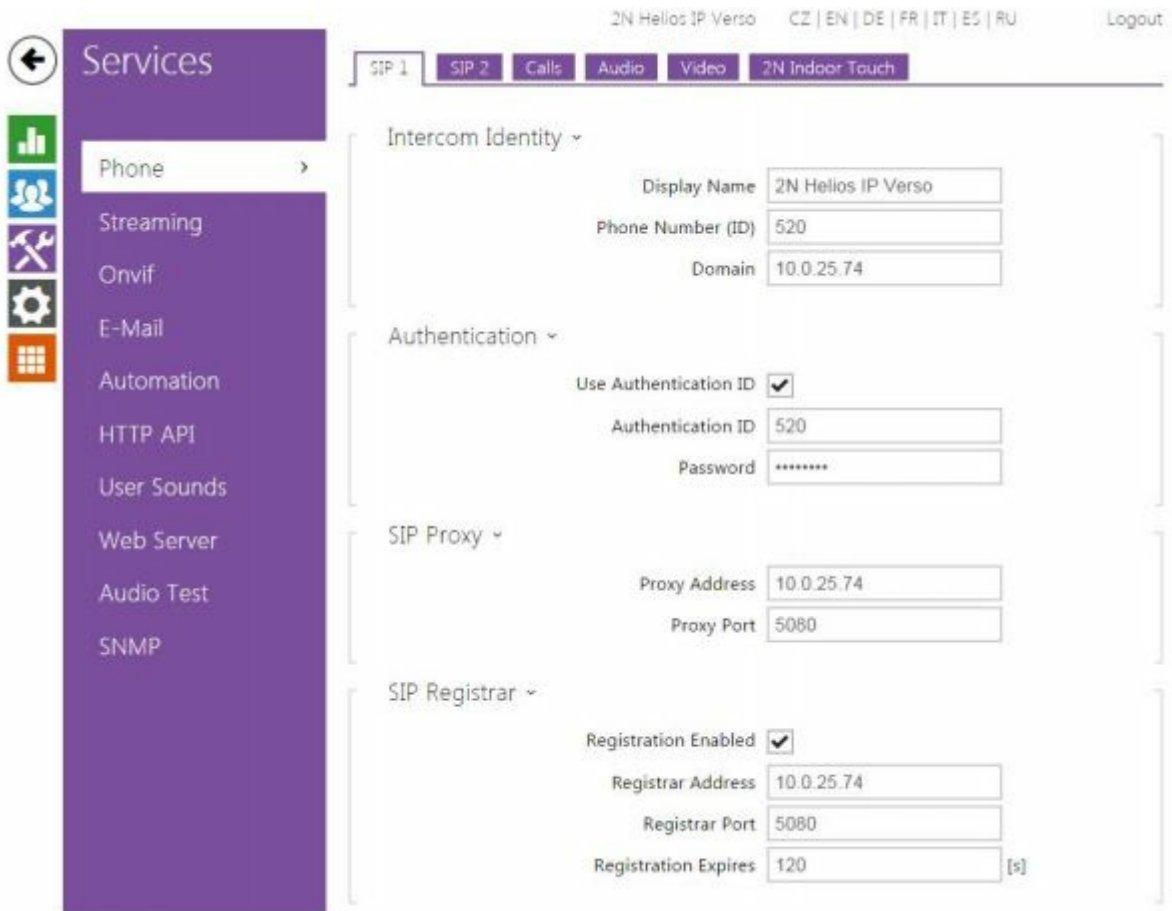 2N Helios IP Verso CZ | EN | DE | FR | IT | ES | RU Logout
Services
SIP 1 SIP 2 Calls Audio Video 2N Indoor Touch
Phone
Streaming
Onvif
E-Mail
Automation
HTTP API
User Sounds
Web Server
Audio Test
SNMP
Intercom Identity
Display Name 2N Helios IP Verso
Phone Number (ID) 520
Domain 10.0.25.74
Authentication
Use Authentication ID
Authentication ID 520
Password ••••••••
SIP Proxy
Proxy Address 10.0.25.74
Proxy Port 5080
SIP Registrar
Registration Enabled
Registrar Address 10.0.25.74
Registrar Port 5080
Registration Expires 120 [s]